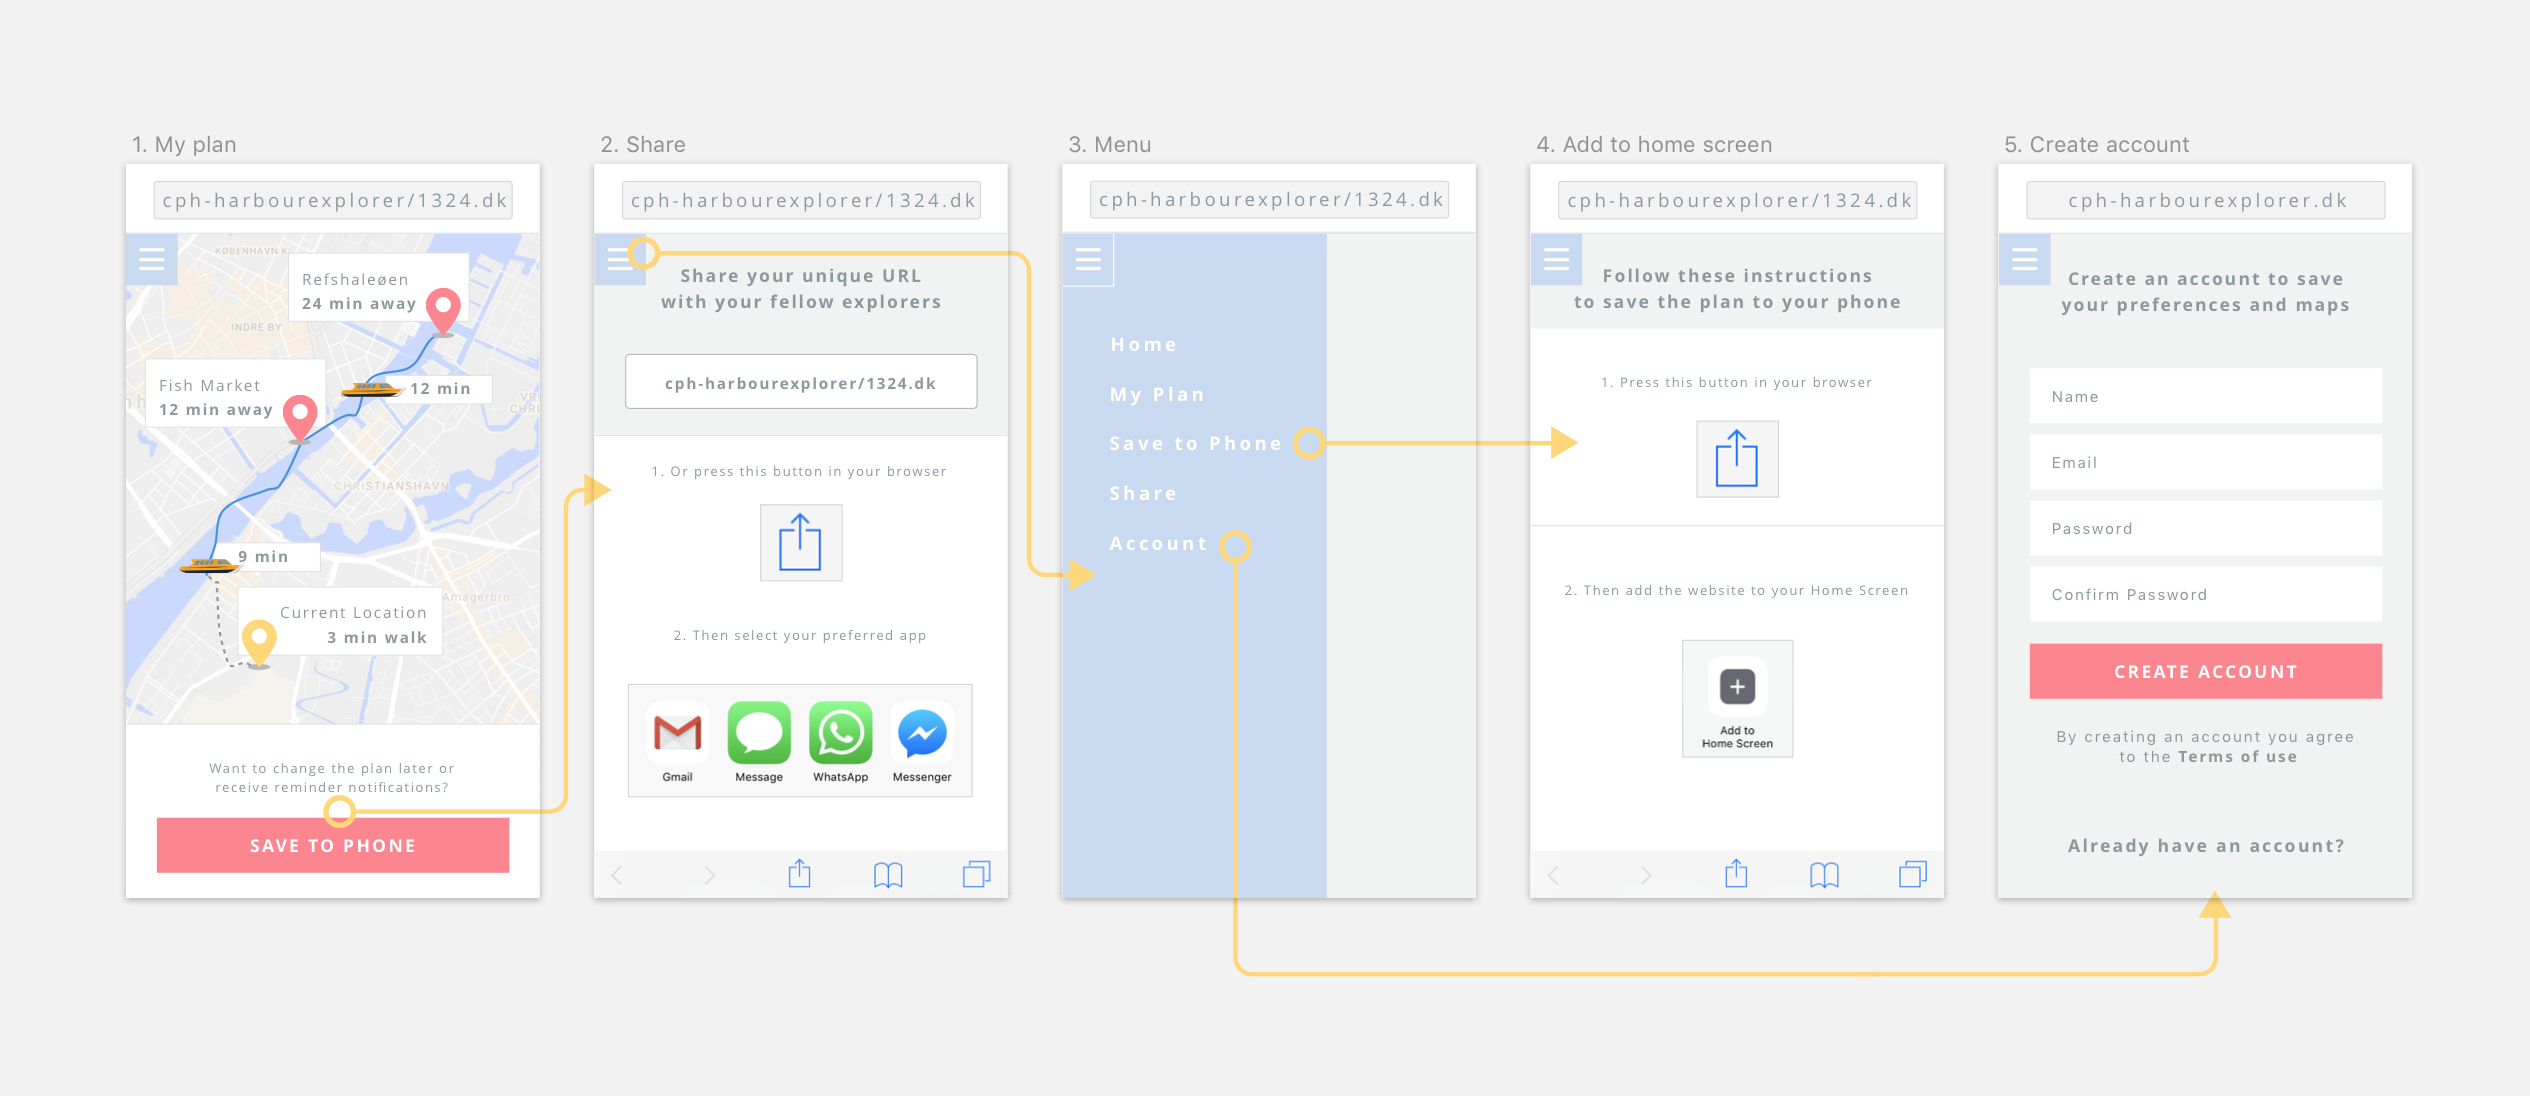 1. My plan
cph-harbourexplorer/1324.dk
KØBENHAVN K
Refshaleøen
24 min away
INDRE BY
Fish Market
12 min away
12 min
CHRISTIANSHAVN
9 min
Amagerbro
Current Location
3 min walk
Want to change the plan later or
receive reminder notifications?
SAVE TO PHONE
2. Share
cph-harbourexplorer/1324.dk
Share your unique URL
with your fellow explorers
cph-harbourexplorer/1324.dk
1. Or press this button in your browser
2. Then select your preferred app
Gmail Message WhatsApp Messenger
3. Menu
cph-harbourexplorer/1324.dk
Home
My Plan
Save to Phone
Share
Account
4. Add to home screen
cph-harbourexplorer/1324.dk
Follow these instructions
to save the plan to your phone
1. Press this button in your browser
2. Then add the website to your Home Screen
Add to
Home Screen
5. Create account
cph-harbourexplorer.dk
Create an account to save
your preferences and maps
Name
Email
Password
Confirm Password
CREATE ACCOUNT
By creating an account you agree
to the Terms of use
Already have an account?